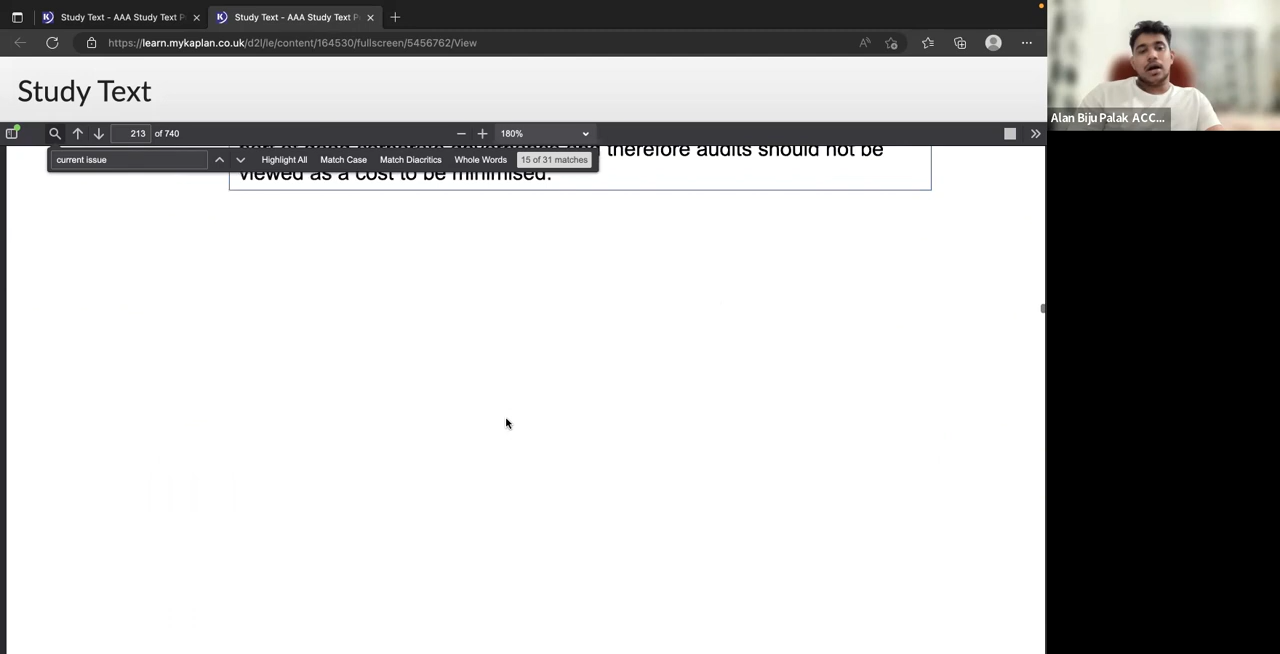 Study Text - AAA Study Text P
Study Text - AAA Study Text P
https://learn.mykaplan.co.uk/d2l/le/content/164530/fullscreen/5456762/View
Study Text
213 of 740
180%
current issue
Highlight All
Match Case
Match Diacritics
Whole Words
15 of 31 matches
therefore audits should not be
viewed as a cost to be minimised.
Alan Biju Palak ACC...